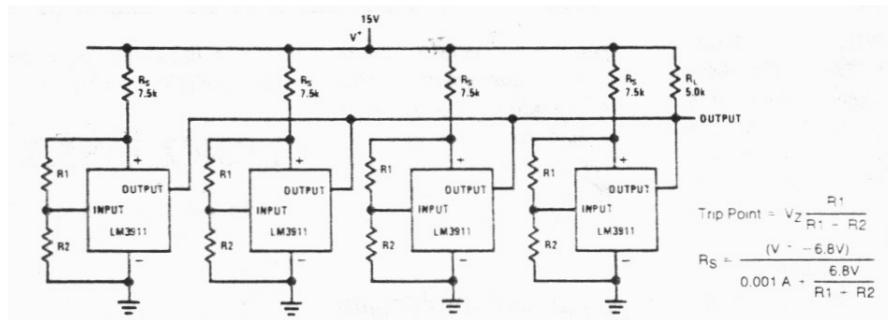 15V
V+
RS
7.5k
RS
7.5k
RS
7.5k
RS
7.5k
RL
5.0k
OUTPUT
R1
+
OUTPUT
INPUT
LM3911
R2
−
R1
+
OUTPUT
INPUT
LM3911
R2
−
R1
+
OUTPUT
INPUT
LM3911
R2
−
R1
+
OUTPUT
INPUT
LM3911
R2
−
Trip Point = VZ R1
R1 - R2
RS = (V - -6.8V)
0.001 A + 6.8V
R1 - R2